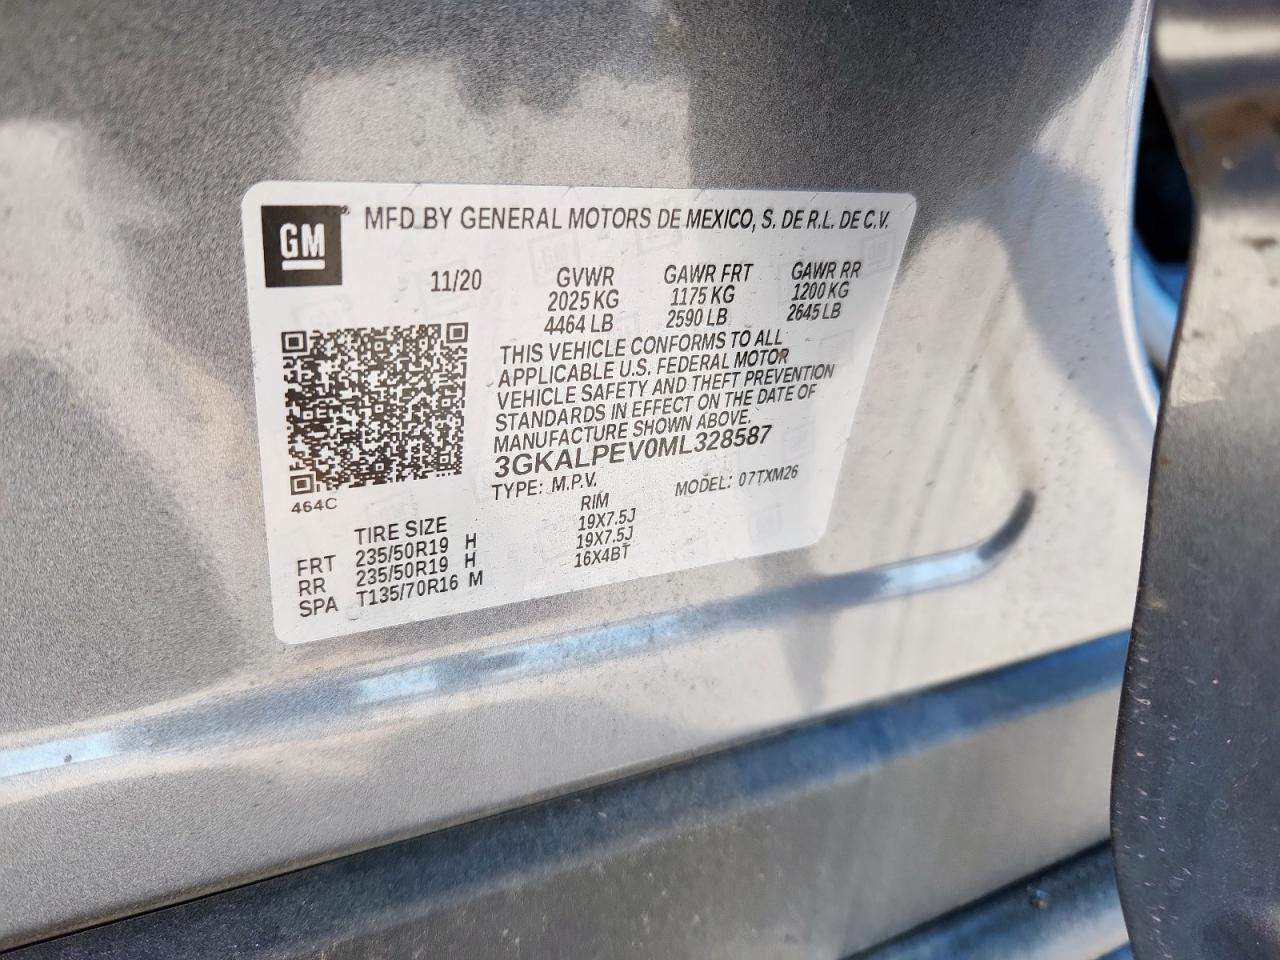 GM
MFD BY GENERAL MOTORS DE MEXICO, S. DE R.L. DE C.V.
11/20 GVWR GAWR FRT GAWR RR
2025 KG 1175 KG 1200 KG
4464 LB 2590 LB 2645 LB
THIS VEHICLE CONFORMS TO ALL
APPLICABLE U.S. FEDERAL MOTOR
VEHICLE SAFETY AND THEFT PREVENTION
STANDARDS IN EFFECT ON THE DATE OF
MANUFACTURE SHOWN ABOVE.
3GKALPEV0ML328587
464C
TYPE: M.P.V. MODEL: 07TXM26
TIRE SIZE RIM
FRT 235/50R19 H 19X7.5J
RR 235/50R19 H 19X7.5J
SPA T135/70R16 M 16X4BT